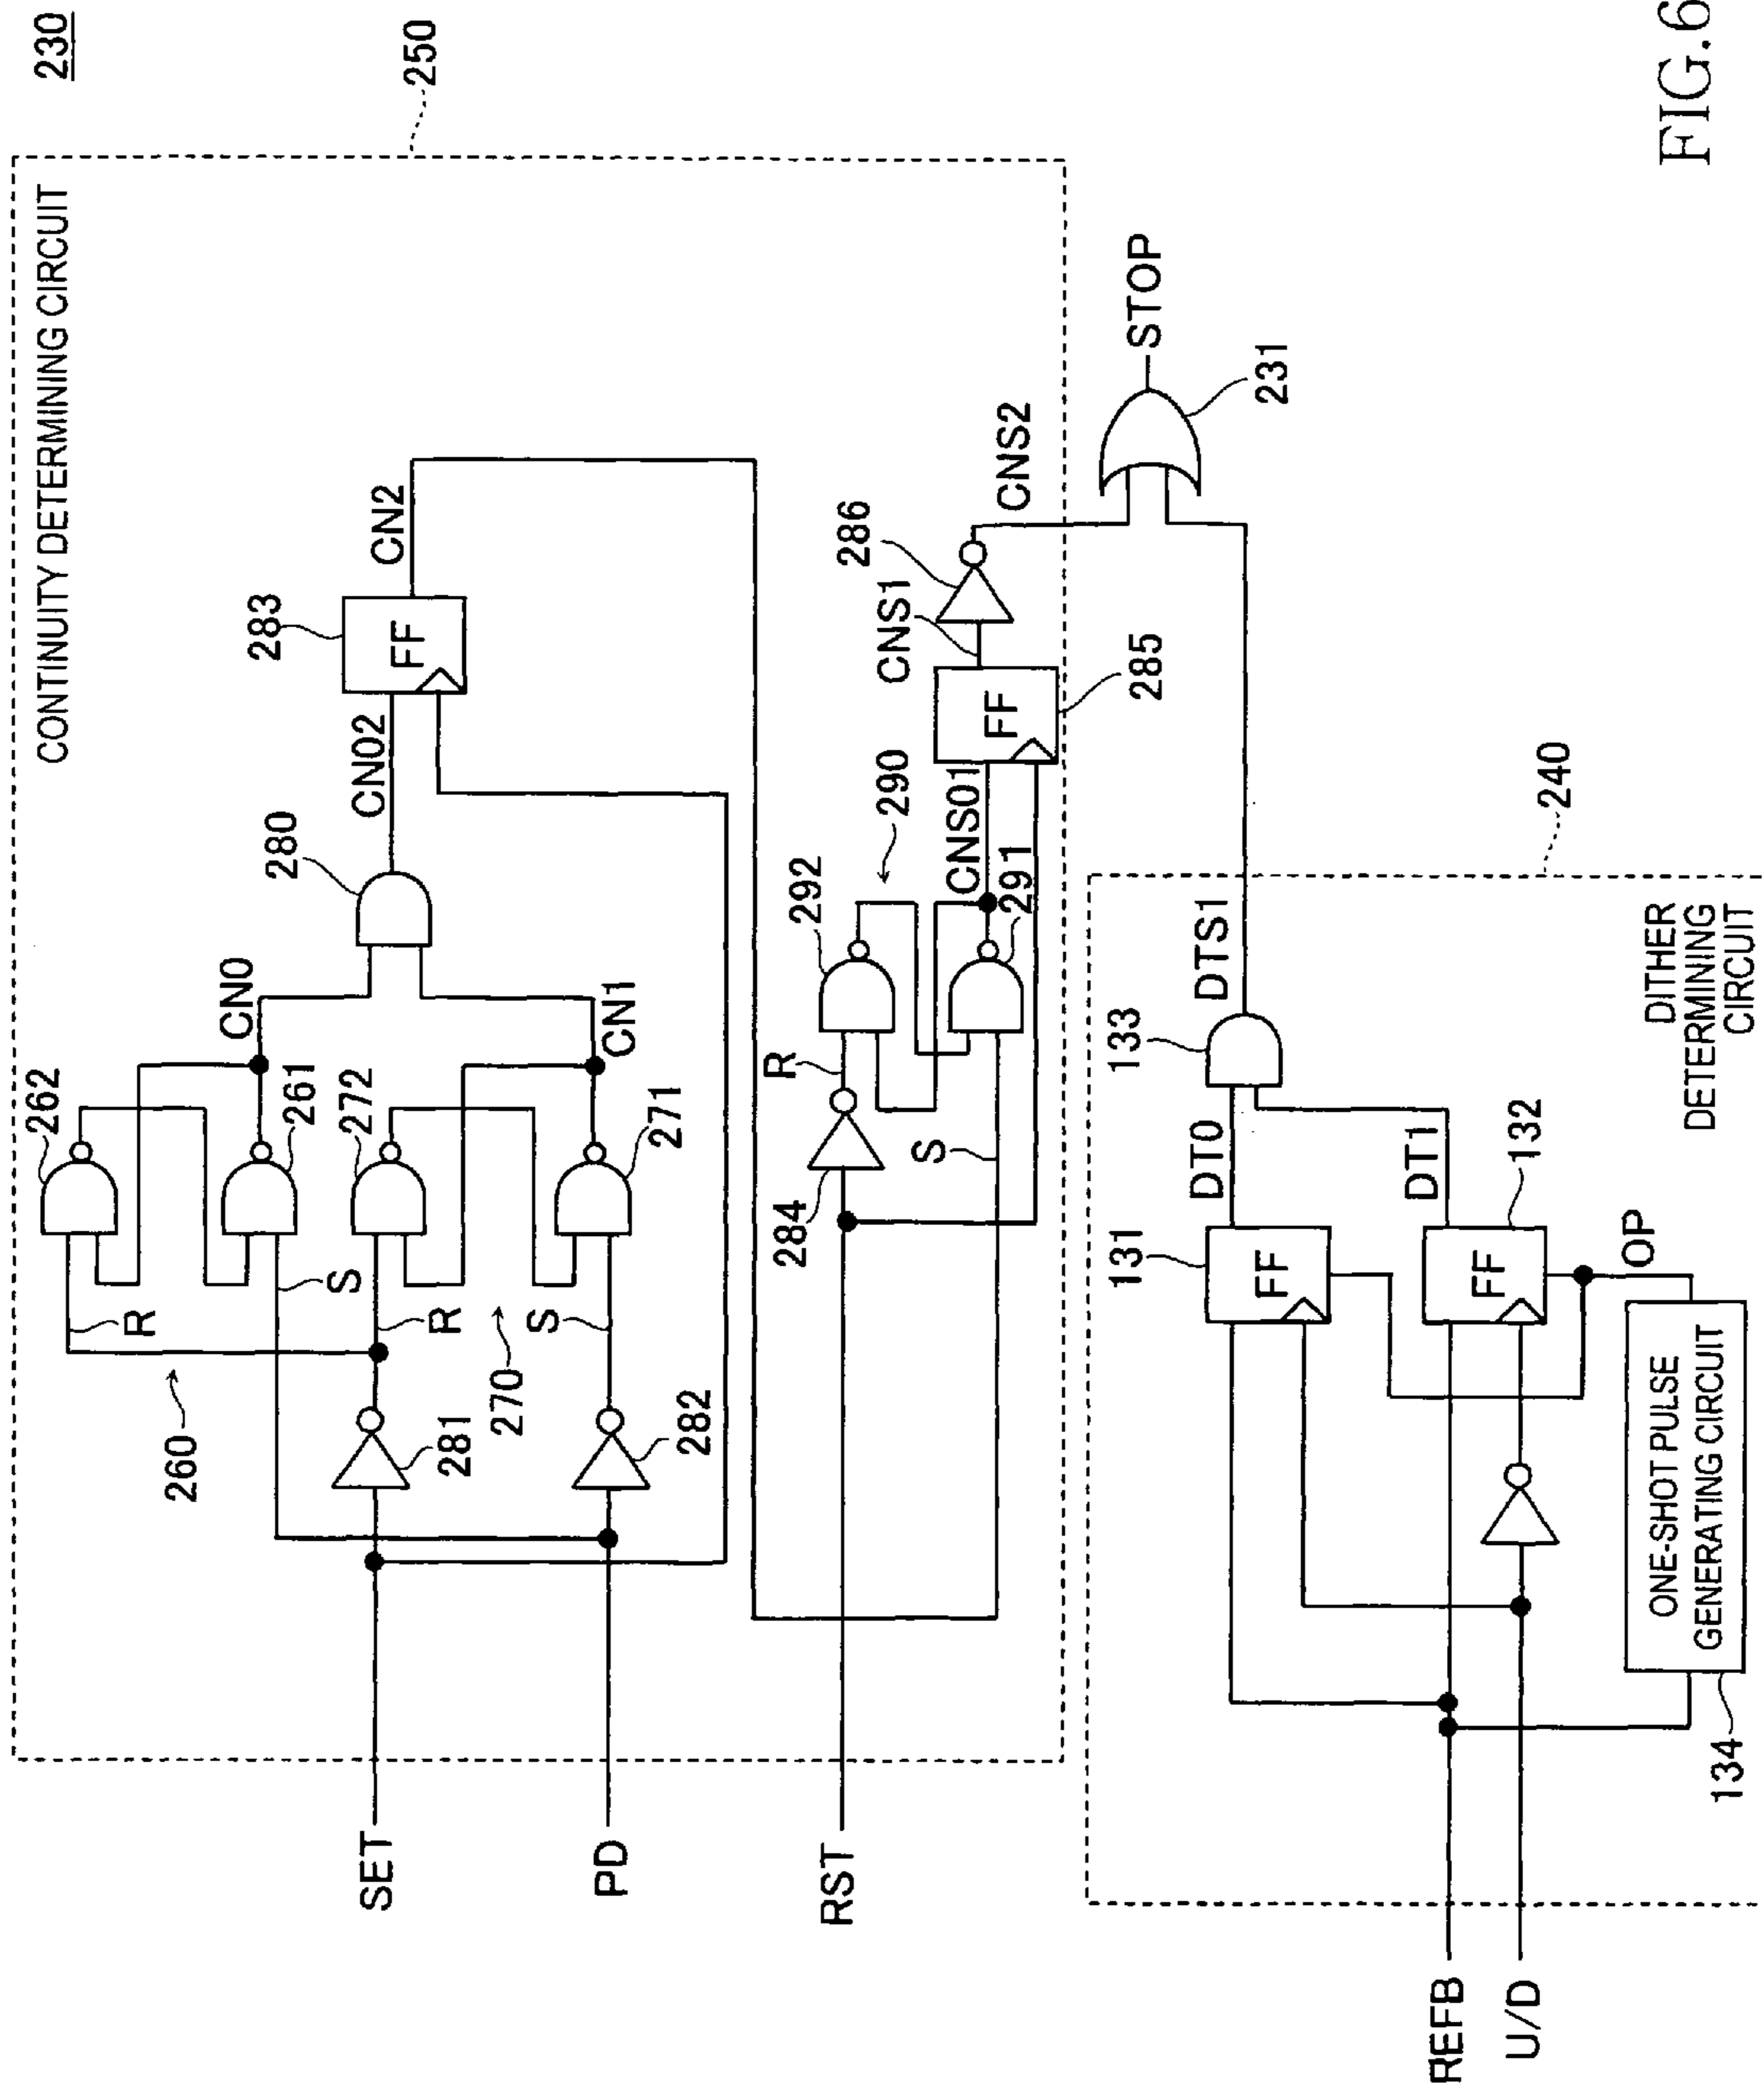 230
250
CONTINUITY DETERMINING CIRCUIT
SET
PD
RST
260
281
282
R
S
R
270
S
262
261
272
271
CN0
CN1
280
CN02
283
FF
CN2
284
R
S
292
290
291
CNS01
FF
285
CNS1
286
CNS2
231
STOP
240
DITHER
DETERMINING
CIRCUIT
REFB
U/D
131
FF
DT0
132
FF
DT1
133
DTS1
OP
ONE-SHOT PULSE
GENERATING CIRCUIT
134
FIG.6